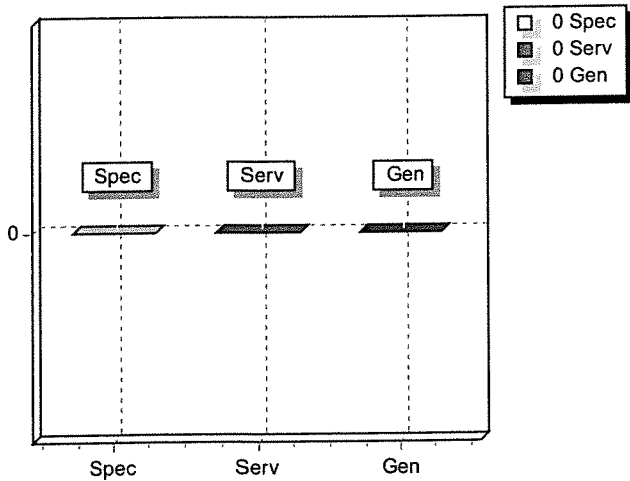 0 Spec
0 Serv
0 Gen
Spec
Serv
Gen
0
Spec
Serv
Gen